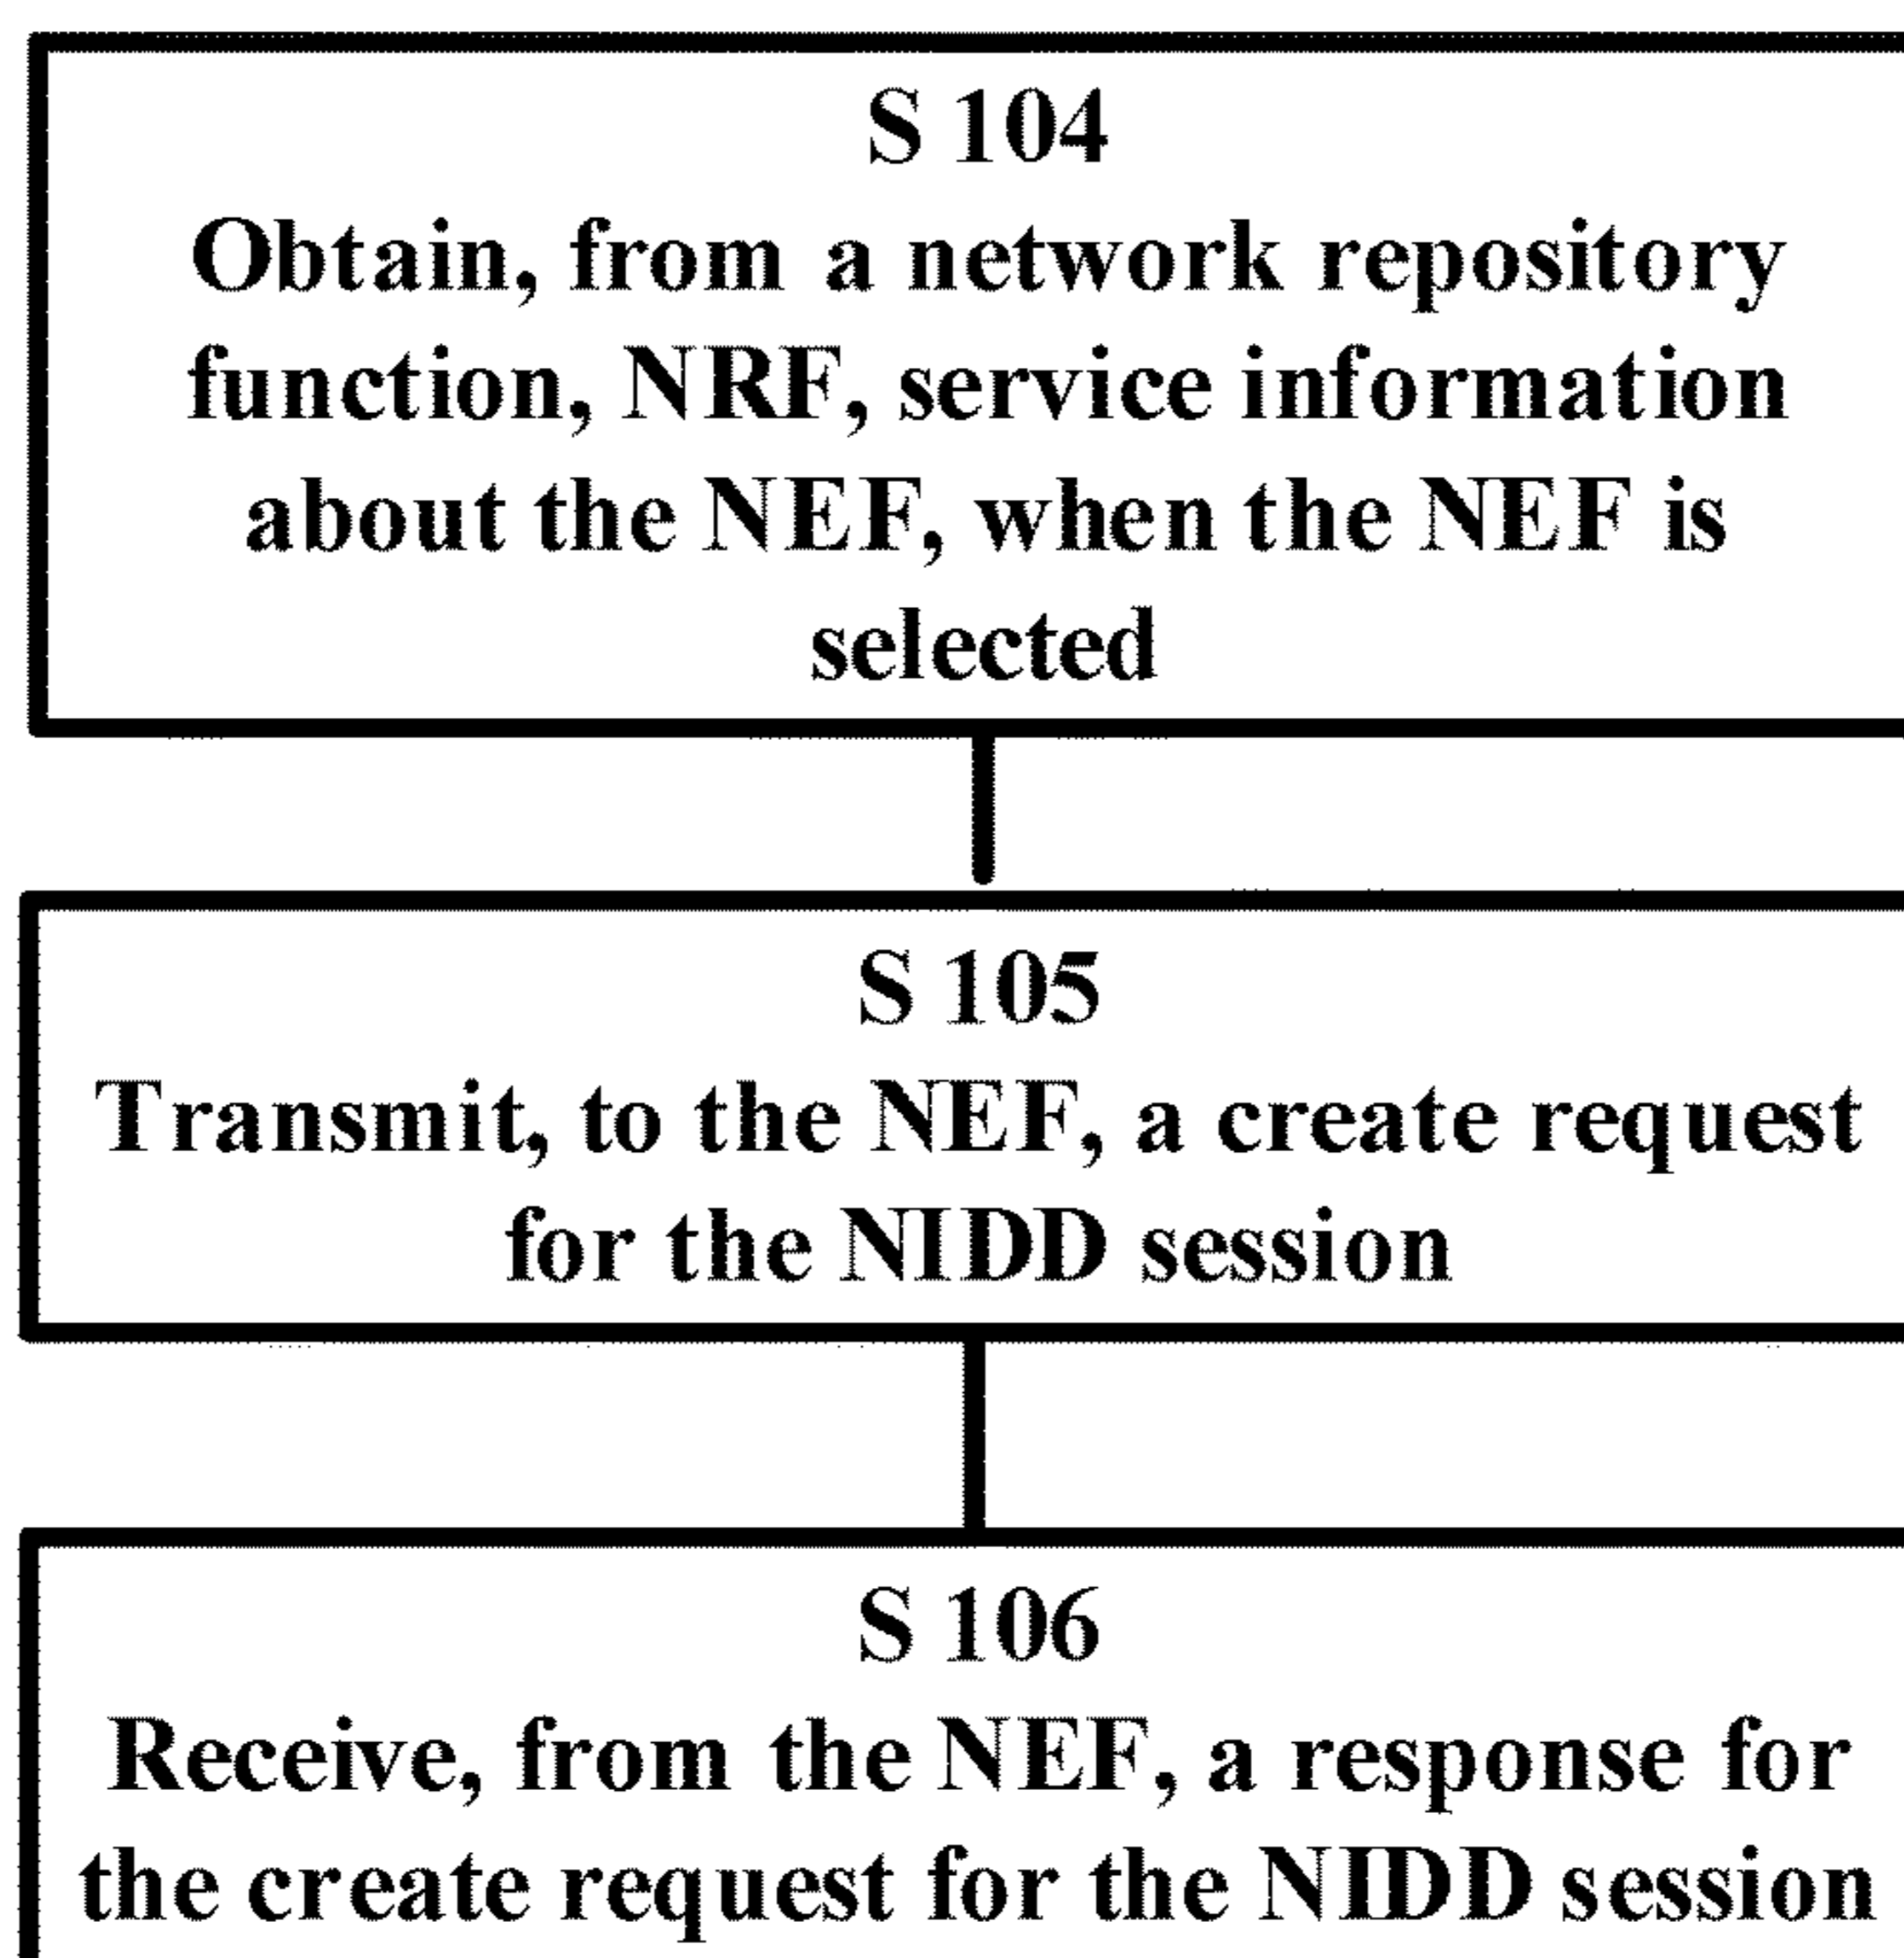 S 104
Obtain, from a network repository
function, NRF, service information
about the NEF, when the NEF is
selected
S 105
Transmit, to the NEF, a create request
for the NIDD session
S 106
Receive, from the NEF, a response for
the create request for the NIDD session